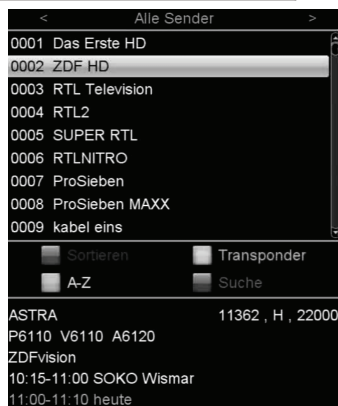 < Alle Sender >
0001 Das Erste HD
0002 ZDF HD
0003 RTL Television
0004 RTL2
0005 SUPER RTL
0006 RTLNITRO
0007 ProSieben
0008 ProSieben MAXX
0009 kabel eins
Sortieren Transponder
A-Z Suche
ASTRA 11362 , H , 22000
P6110 V6110 A6120
ZDFvision
10:15-11:00 SOKO Wismar
11:00-11:10 heute